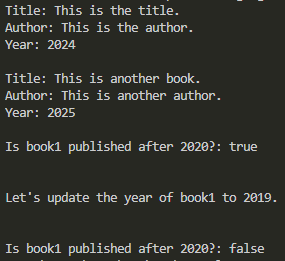 Title: This is the title.
Author: This is the author.
Year: 2024
Title: This is another book.
Author: This is another author.
Year: 2025
Is book1 published after 2020?: true
Let's update the year of book1 to 2019.
Is book1 published after 2020?: false